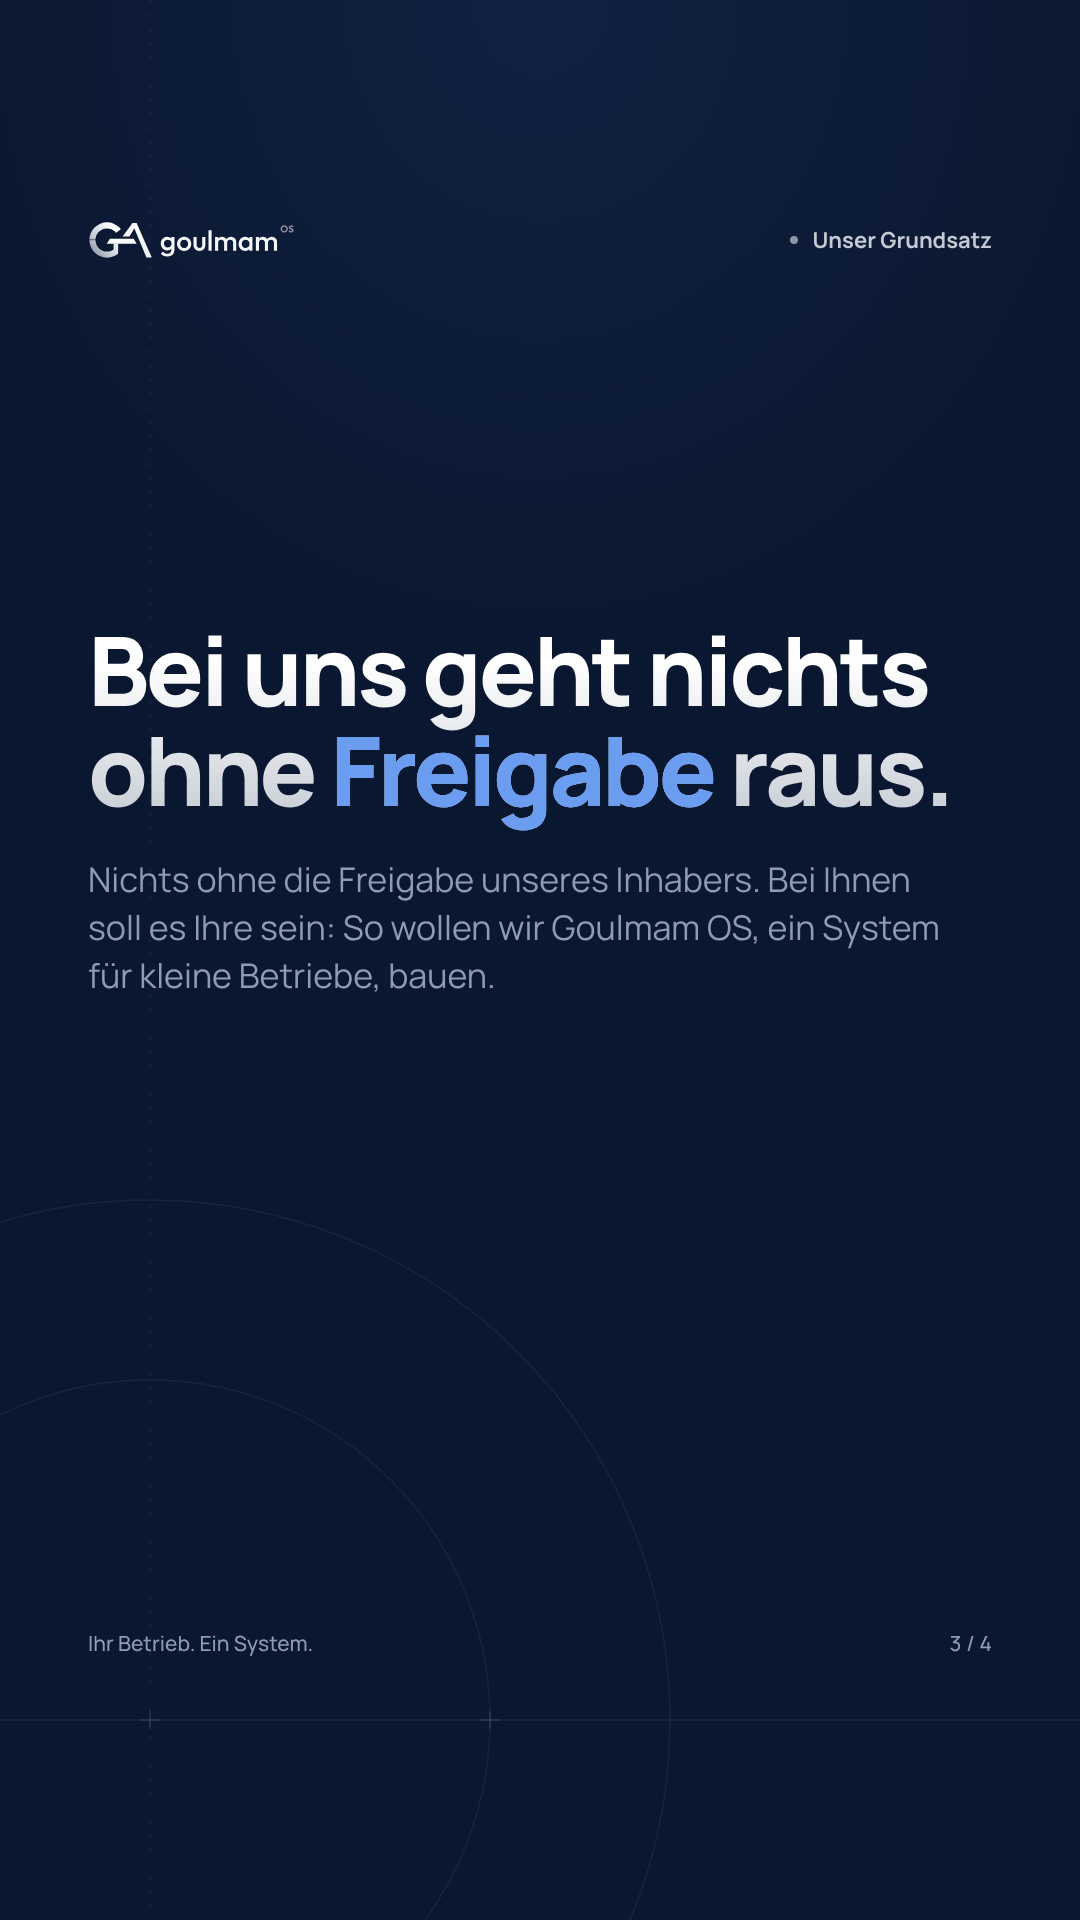 GA goulmam OS
Unser Grundsatz
Bei uns geht nichts
ohne Freigabe raus.
Nichts ohne die Freigabe unseres Inhabers. Bei Ihnen
soll es Ihre sein: So wollen wir Goulmam OS, ein System
für kleine Betriebe, bauen.
Ihr Betrieb. Ein System.
3 / 4